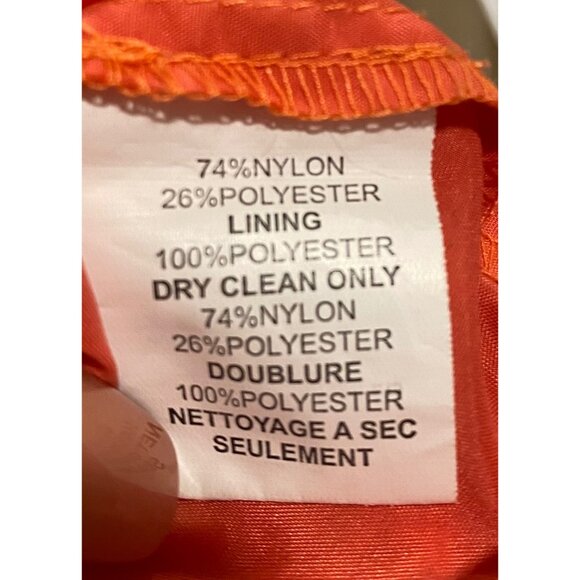 74%NYLON
26%POLYESTER
LINING
100%POLYESTER
DRY CLEAN ONLY
74%NYLON
26%POLYESTER
DOUBLURE
100%POLYESTER
NETTOYAGE A SEC
SEULEMENT